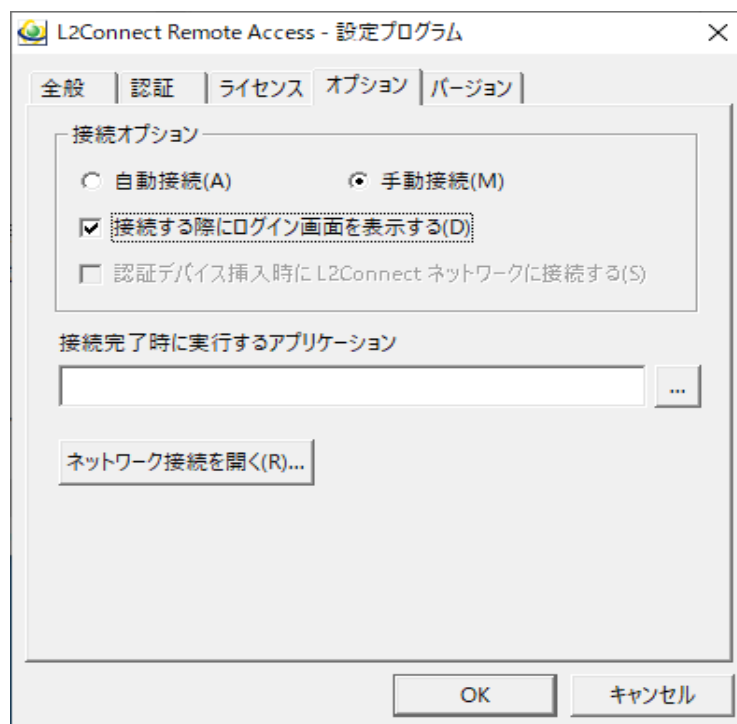 L2Connect Remote Access - 設定プログラム
全般 認証 ライセンス オプション バージョン
接続オプション
自動接続(A) 手動接続(M)
接続する際にログイン画面を表示する(D)
認証デバイス挿入時に L2Connect ネットワークに接続する(S)
接続完了時に実行するアプリケーション
...
ネットワーク接続を開く(R)...
OK キャンセル